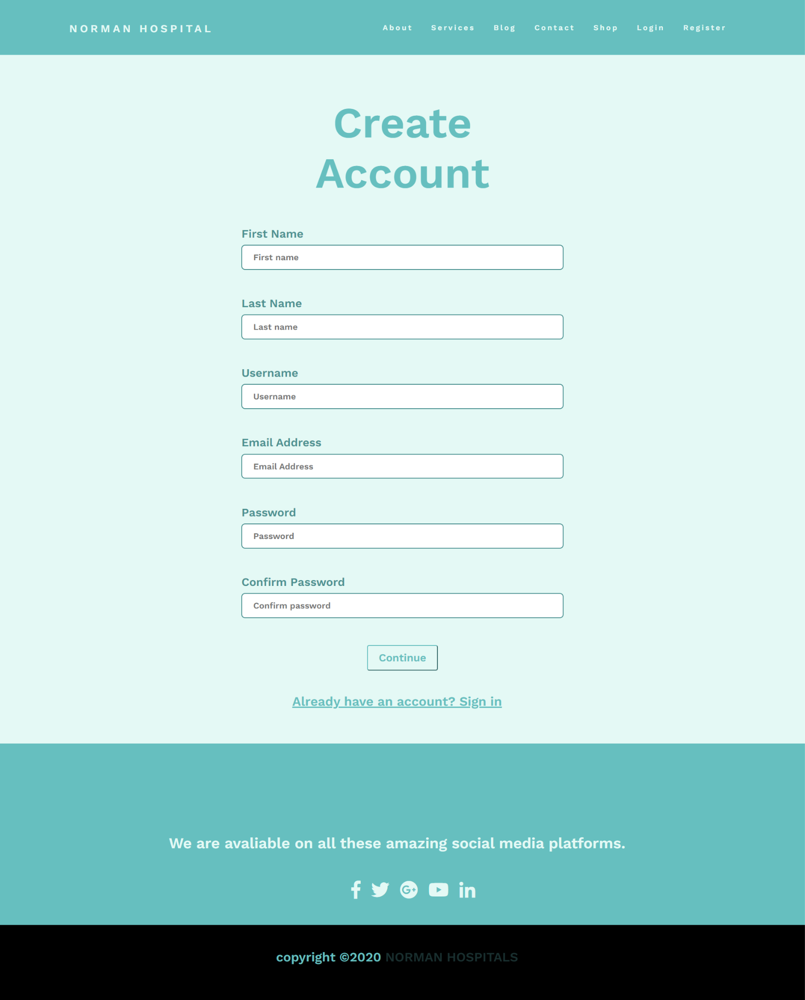 NORMAN HOSPITAL
About Services Blog Contact Shop Login Register
Create
Account
First Name
First name
Last Name
Last name
Username
Username
Email Address
Email Address
Password
Password
Confirm Password
Confirm password
Continue
Already have an account? Sign in
We are avaliable on all these amazing social media platforms.
copyright ©2020 NORMAN HOSPITALS